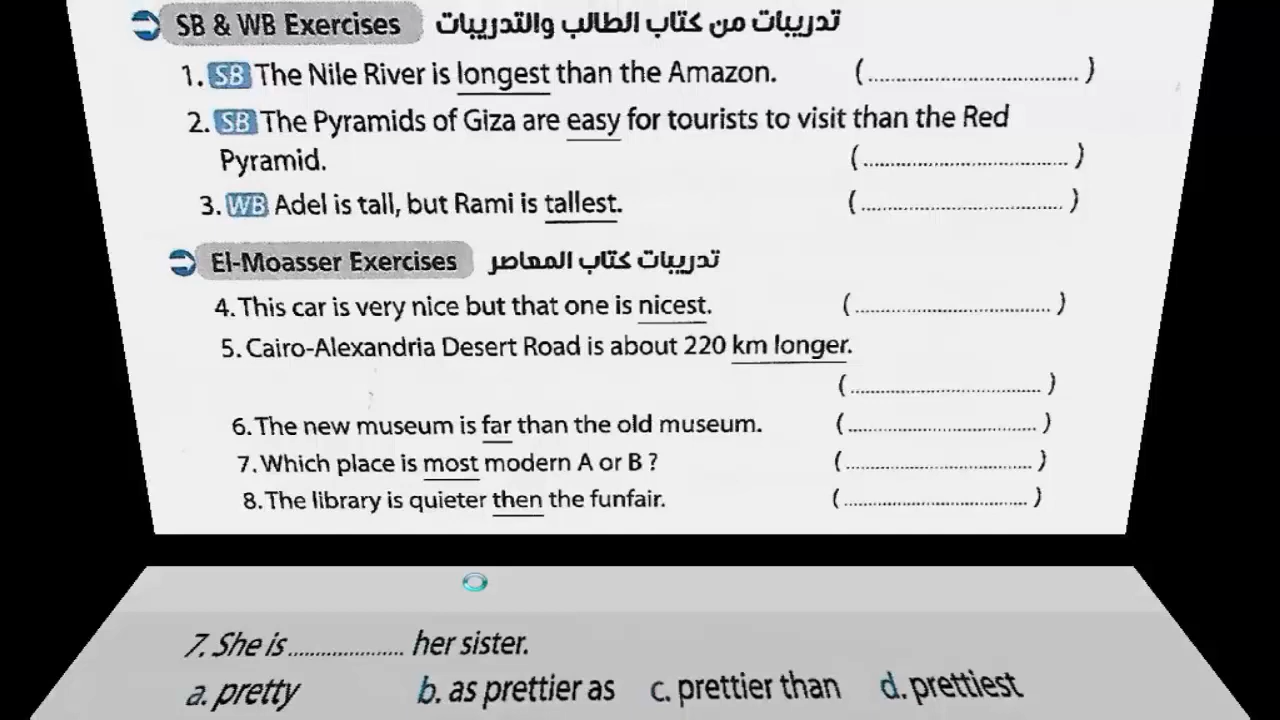 SB & WB Exercises تدريبات من كتاب الطالب والتدريبات
1. SB The Nile River is longest than the Amazon. (..............................)
2. SB The Pyramids of Giza are easy for tourists to visit than the Red
Pyramid. (..............................)
3. WB Adel is tall, but Rami is tallest. (..............................)
El-Moasser Exercises تدريبات كتاب المعاصر
4. This car is very nice but that one is nicest. (..............................)
5. Cairo-Alexandria Desert Road is about 220 km longer.
(..............................)
6. The new museum is far than the old museum. (..............................)
7. Which place is most modern A or B ? (..............................)
8. The library is quieter then the funfair. (..............................)
7. She is .................... her sister.
a. pretty b. as prettier as c. prettier than d. prettiest